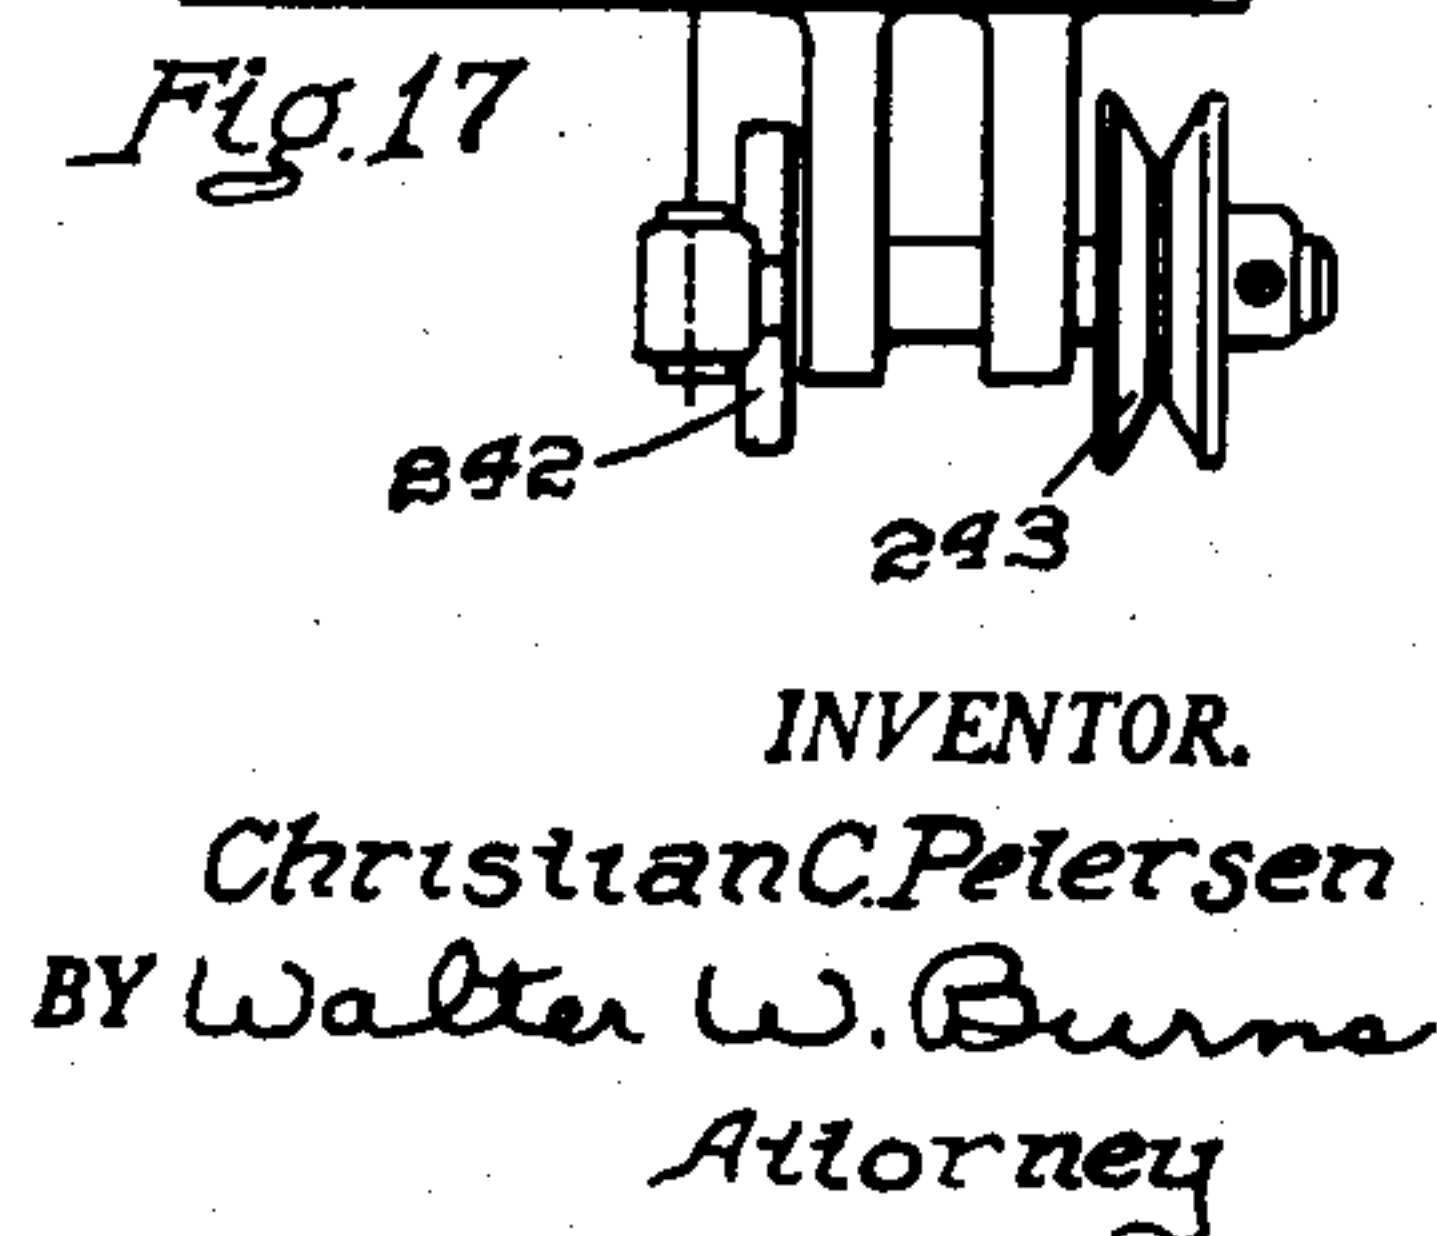 Fig. 17
242
243
INVENTOR.
Christian C. Petersen
BY Walter W. Burns
Attorney